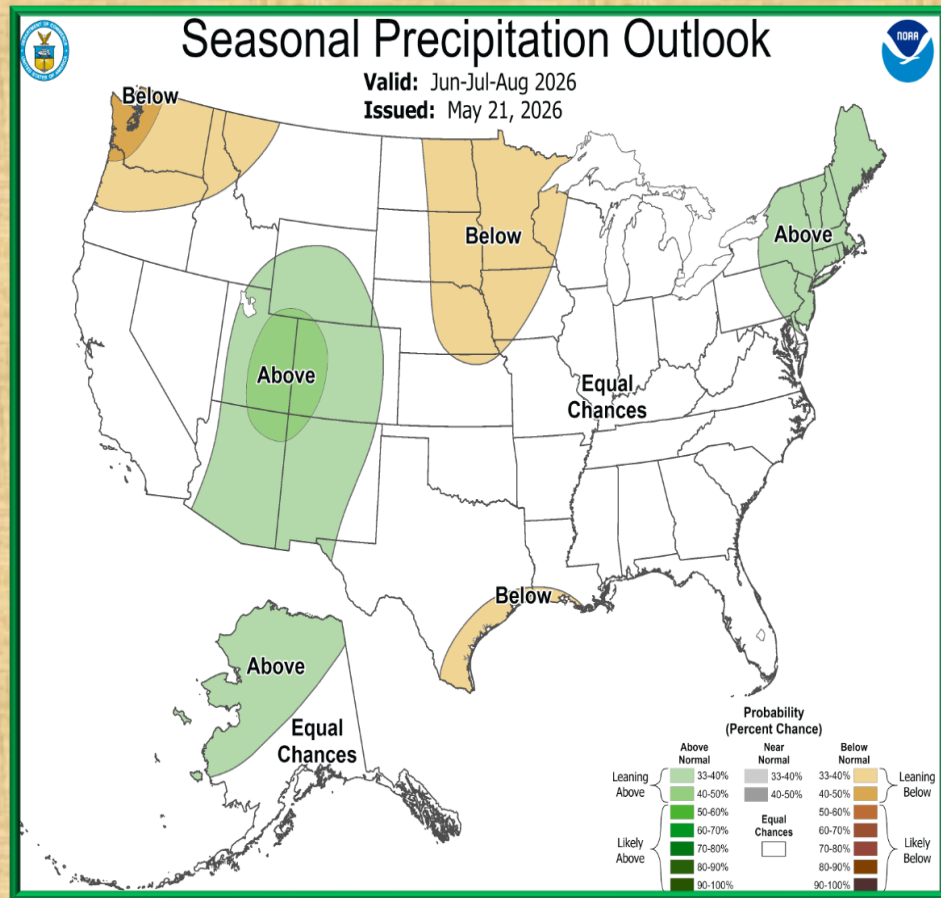 Seasonal Precipitation Outlook
NOAA
Valid: Jun-Jul-Aug 2026
Issued: May 21, 2026
Below
Below
Above
Above
Equal
Chances
Below
Above
Equal
Chances
Probability
(Percent Chance)
Above
Normal
Near
Normal
Below
Normal
Leaning
Above
33-40%
40-50%
33-40%
40-50%
33-40%
40-50%
Leaning
Below
Likely
Above
50-60%
60-70%
70-80%
80-90%
90-100%
Equal
Chances
50-60%
60-70%
70-80%
80-90%
90-100%
Likely
Below